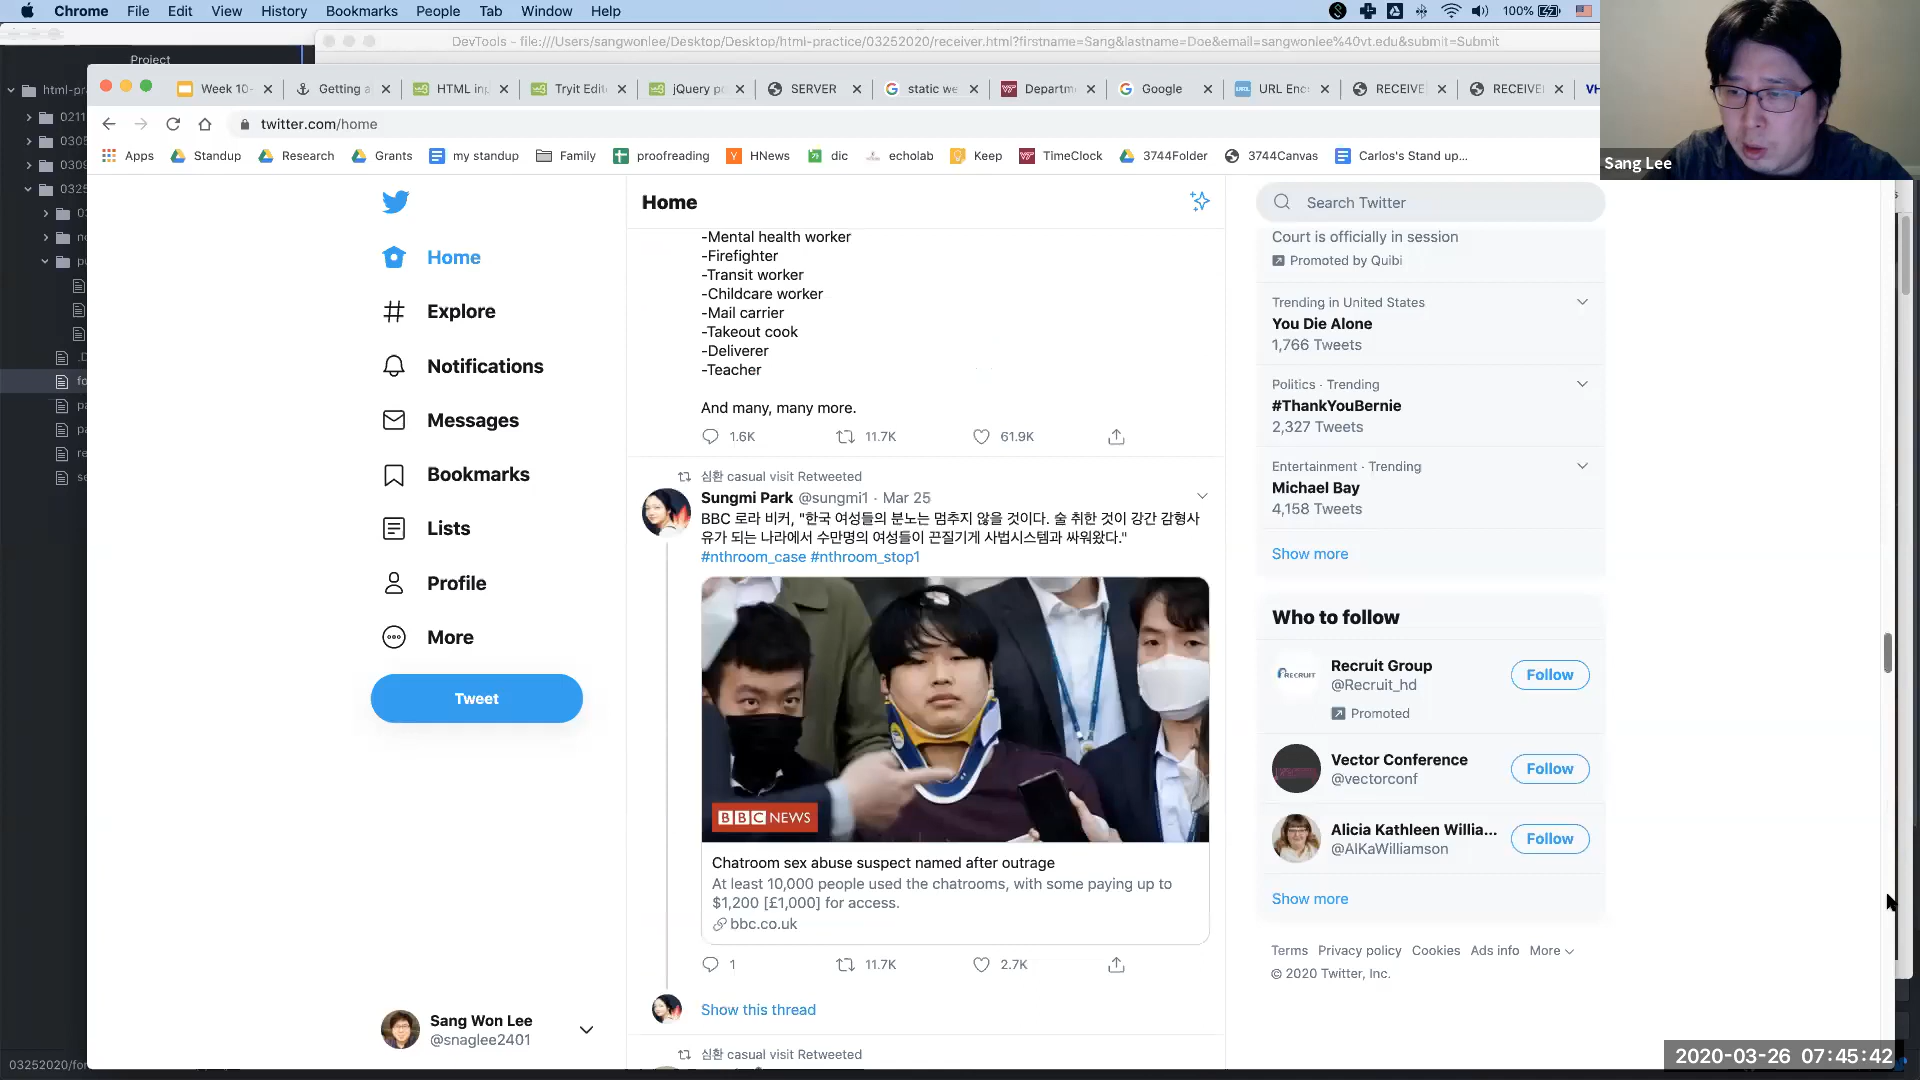 Chrome File Edit View History Bookmarks People Tab Window Help
100%
DevTools - file:///Users/sangwonlee/Desktop/Desktop/html-practice/03252020/receiver.html?firstname=Sang&lastname=Doe&email=sangwonlee%40vt.edu&submit=Submit
Project
Week 10- Getting a HTML inp Tryit Edit jQuery po SERVER static we Departm Google URL Enc RECEIVE RECEIVE VH
twitter.com/home
Apps Standup Research Grants my standup Family proofreading HNews dic echolab Keep TimeClock 3744Folder 3744Canvas Carlos's Stand up...
Sang Lee
html-pr
0211
0305
0309
0325
Home
Explore
Notifications
Messages
Bookmarks
Lists
Profile
More
Tweet
Sang Won Lee
@snaglee2401
03252020/for
Home
-Mental health worker
-Firefighter
-Transit worker
-Childcare worker
-Mail carrier
-Takeout cook
-Deliverer
-Teacher
And many, many more.
1.6K 11.7K 61.9K
심환 casual visit Retweeted
Sungmi Park @sungmi1 · Mar 25
BBC 로라 비커, "한국 여성들의 분노는 멈추지 않을 것이다. 술 취한 것이 강간 감형사
유가 되는 나라에서 수만명의 여성들이 끈질기게 사법시스템과 싸워왔다."
#nthroom_case #nthroom_stop1
BBC NEWS
Chatroom sex abuse suspect named after outrage
At least 10,000 people used the chatrooms, with some paying up to
$1,200 [£1,000] for access.
bbc.co.uk
1 11.7K 2.7K
Show this thread
심환 casual visit Retweeted
Search Twitter
Court is officially in session
Promoted by Quibi
Trending in United States
You Die Alone
1,766 Tweets
Politics · Trending
#ThankYouBernie
2,327 Tweets
Entertainment · Trending
Michael Bay
4,158 Tweets
Show more
Who to follow
RECRUIT
Recruit Group
@Recruit_hd
Follow
Promoted
Vector Conference
@vectorconf
Follow
Alicia Kathleen Willia...
@AlKaWilliamson
Follow
Show more
Terms Privacy policy Cookies Ads info More
© 2020 Twitter, Inc.
2020-03-26 07:45:42